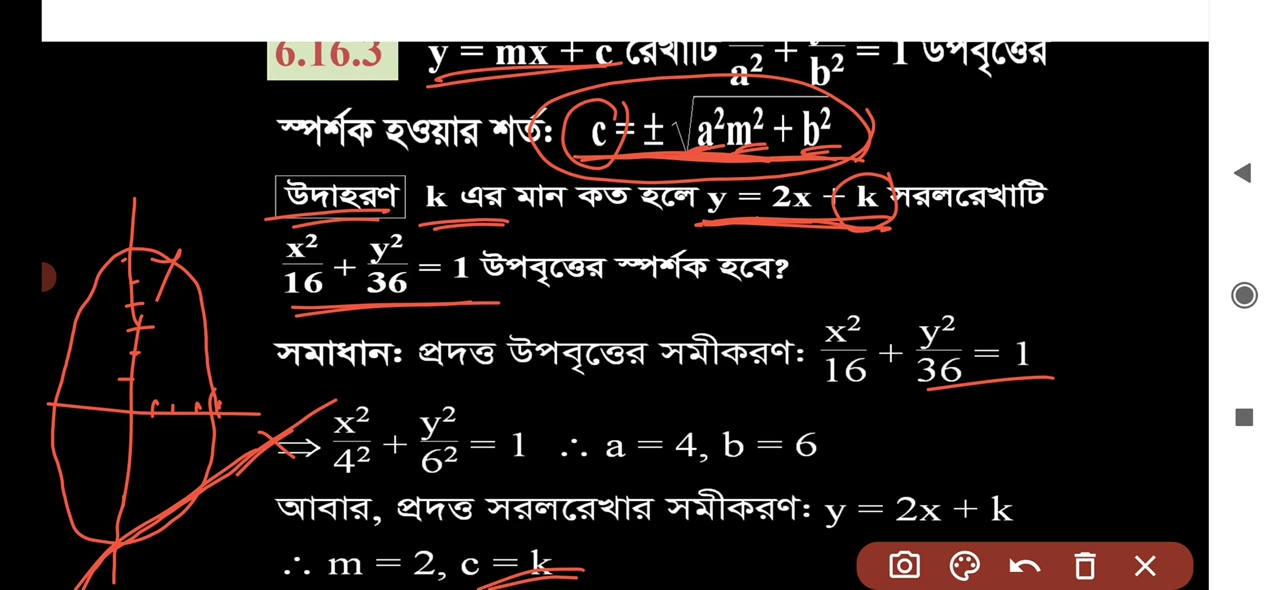 6.16.3 y = mx + c রেখাটি /a² + /b² = 1 উপবৃত্তের
স্পর্শক হওয়ার শর্ত: c = ± √(a²m² + b²)
উদাহরণ k এর মান কত হলে y = 2x + k সরলরেখাটি
x²/16 + y²/36 = 1 উপবৃত্তের স্পর্শক হবে?
সমাধান: প্রদত্ত উপবৃত্তের সমীকরণ: x²/16 + y²/36 = 1
⇒ x²/4² + y²/6² = 1 ∴ a = 4, b = 6
আবার, প্রদত্ত সরলরেখার সমীকরণ: y = 2x + k
∴ m = 2, c = k